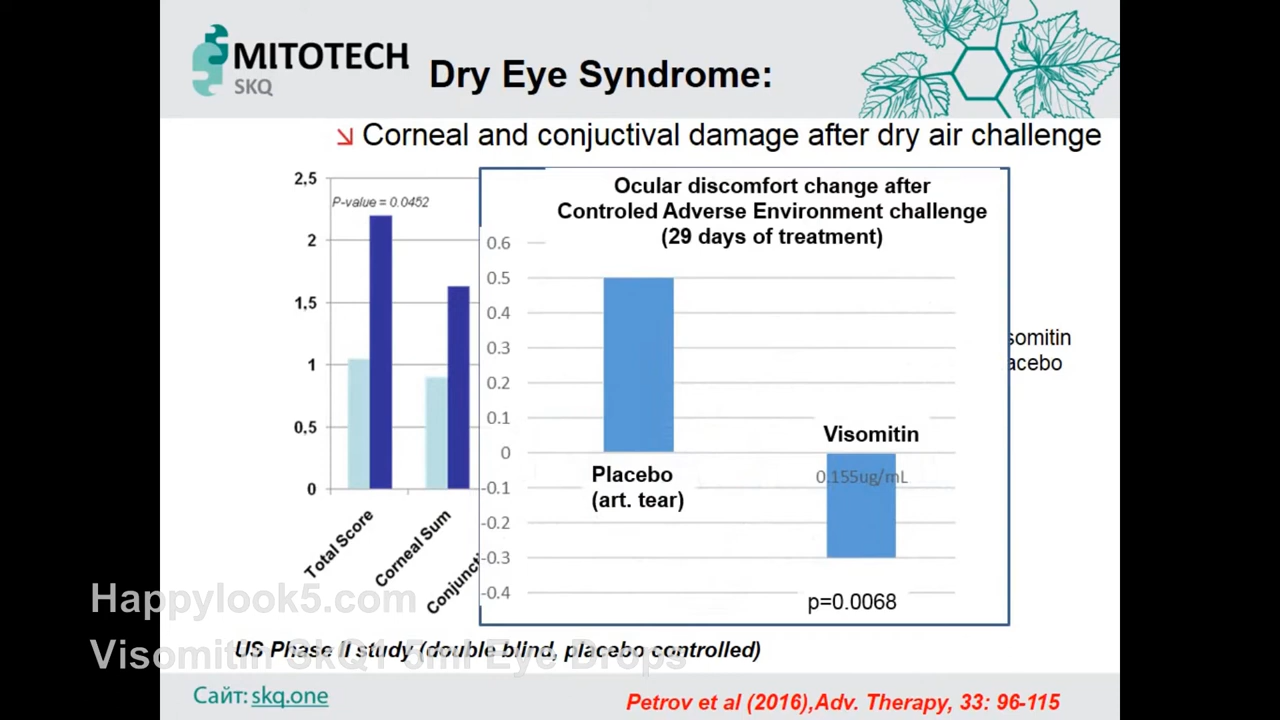 MITOTECH
SKQ
Dry Eye Syndrome:
↘ Corneal and conjuctival damage after dry air challenge
2,5
2
1,5
1
0,5
0
P-value = 0.0452
Total Score
Corneal Sum
Ocular discomfort change after
Controled Adverse Environment challenge
(29 days of treatment)
0.6
0.5
0.4
0.3
0.2
0.1
0
-0.1
-0.2
-0.3
-0.4
Placebo
(art. tear)
Visomitin
0.155ug/mL
p=0.0068
somitin
acebo
Happylook5.com
Visomitin SkQ1 5ml Eye Drops
US Phase II study (double blind, placebo controlled)
Сайт: skq.one
Petrov et al (2016),Adv. Therapy, 33: 96-115